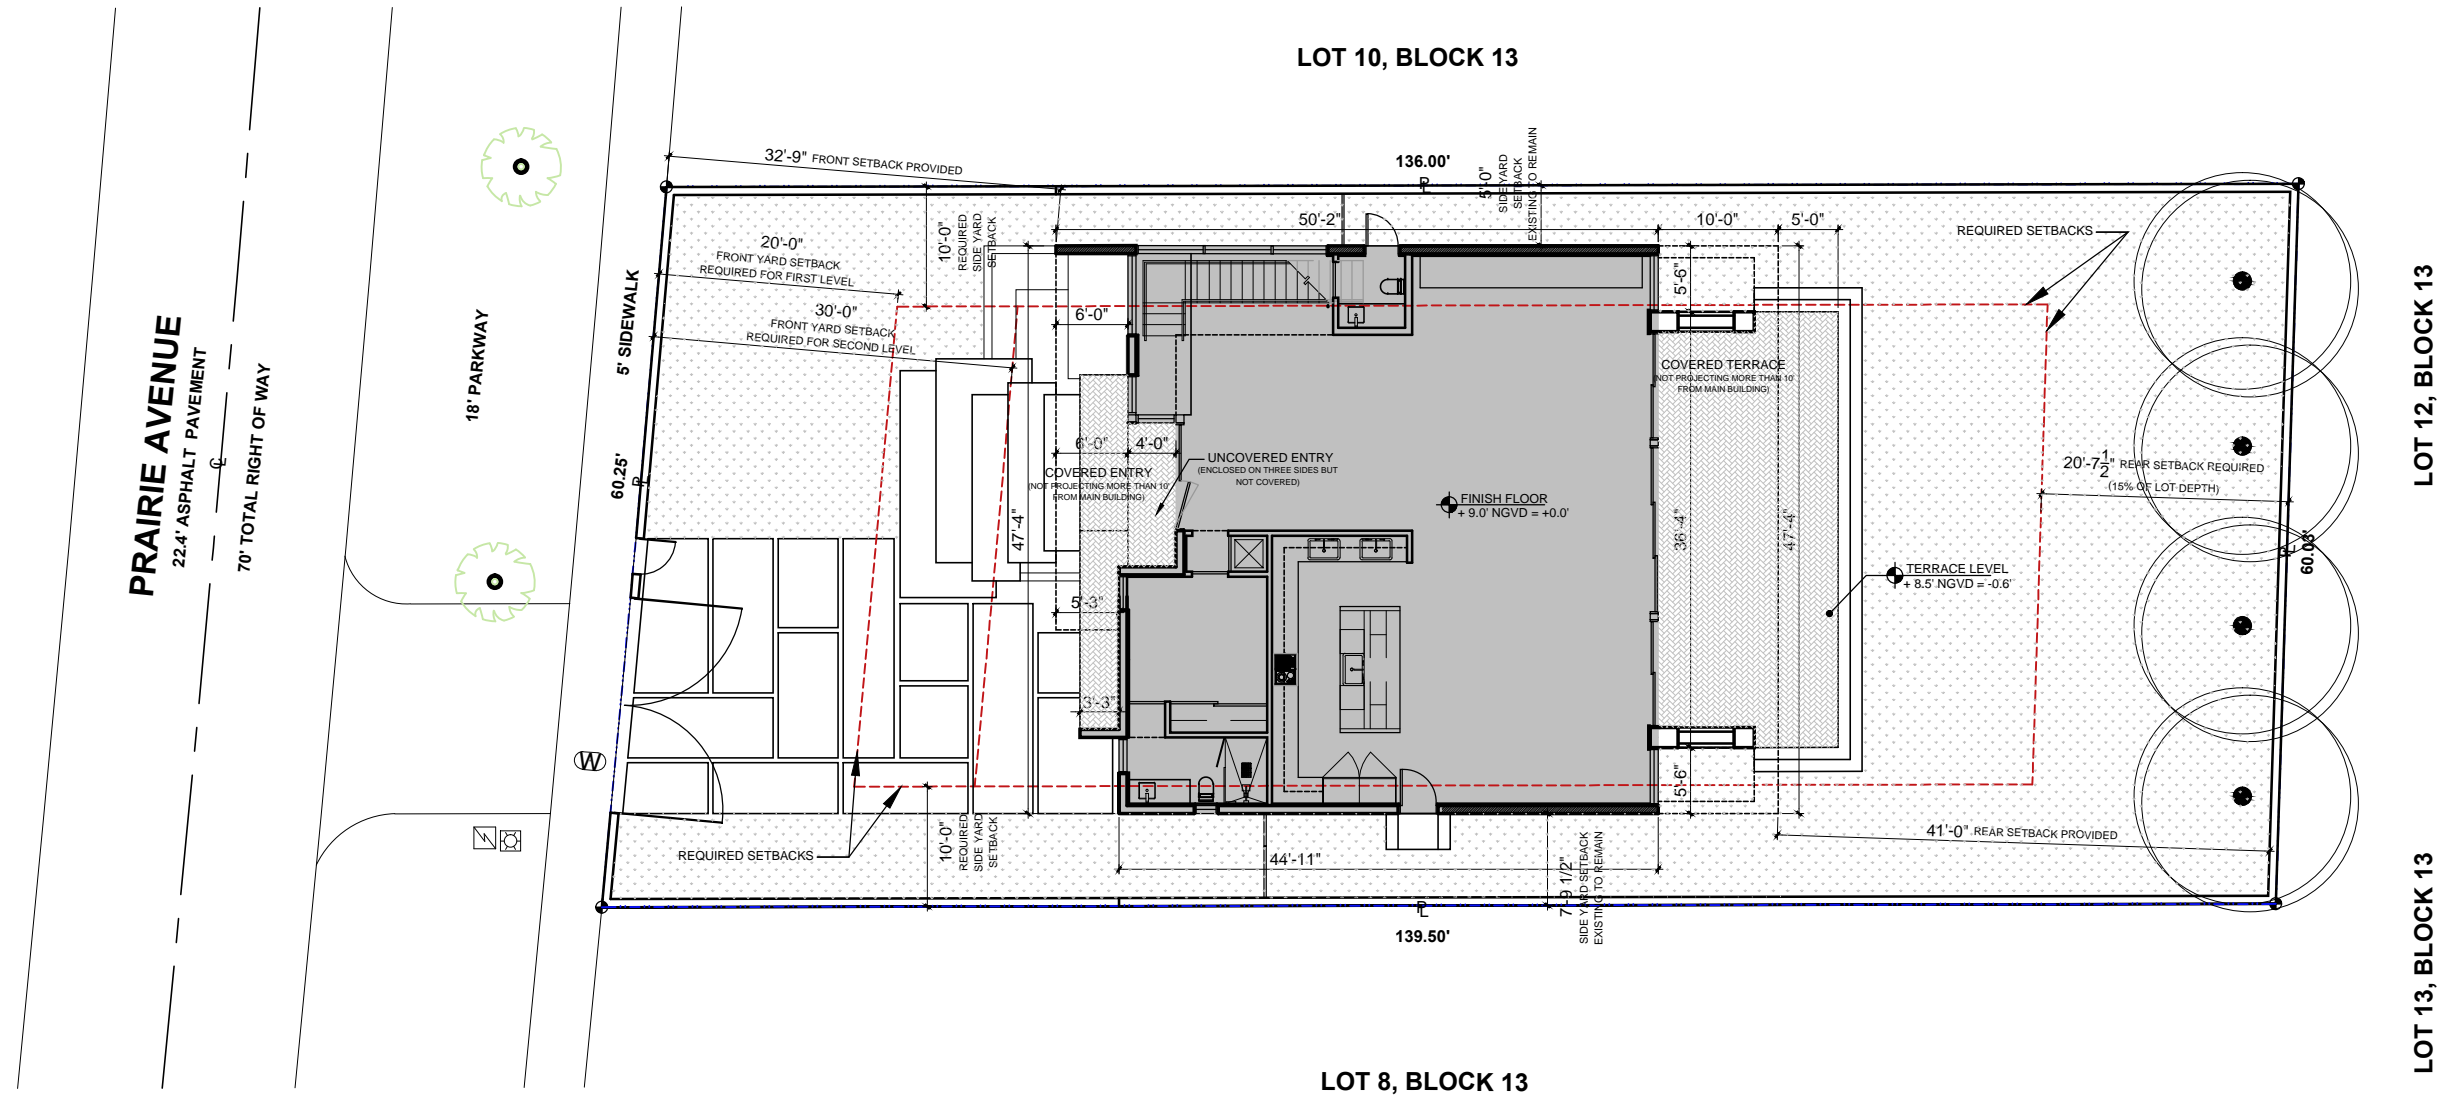 LOT 10, BLOCK 13
32'-9" FRONT SETBACK PROVIDED
136.00'
PL
5'-0"
SIDE YARD
SETBACK
EXISTING TO REMAIN
50'-2"
10'-0"
5'-0"
REQUIRED SETBACKS
20'-0"
FRONT YARD SETBACK
REQUIRED FOR FIRST LEVEL
30'-0"
FRONT YARD SETBACK
REQUIRED FOR SECOND LEVEL
10'-0"
REQUIRED
SIDE YARD
SETBACK
6'-0"
5'-6"
PRAIRIE AVENUE
22.4' ASPHALT PAVEMENT
CL
70' TOTAL RIGHT OF WAY
18' PARKWAY
5' SIDEWALK
60.25'
PL
COVERED TERRACE
(NOT PROJECTING MORE THAN 10'
FROM MAIN BUILDING)
6'-0"
4'-0"
COVERED ENTRY
(NOT PROJECTING MORE THAN 10'
FROM MAIN BUILDING)
UNCOVERED ENTRY
(ENCLOSED ON THREE SIDES BUT
NOT COVERED)
47'-4"
FINISH FLOOR
+ 9.0' NGVD = +0.0'
36'-4"
47'-4"
20'-7 1/2" REAR SETBACK REQUIRED
(15% OF LOT DEPTH)
PL
60.03'
TERRACE LEVEL
+ 8.5' NGVD = -0.6'
5'-3"
3'-3"
W
5'-6"
REQUIRED SETBACKS
10'-0"
REQUIRED
SIDE YARD
SETBACK
44'-11"
7'-9 1/2"
SIDE YARD SETBACK
EXISTING TO REMAIN
41'-0" REAR SETBACK PROVIDED
PL
139.50'
LOT 8, BLOCK 13
LOT 12, BLOCK 13
LOT 13, BLOCK 13